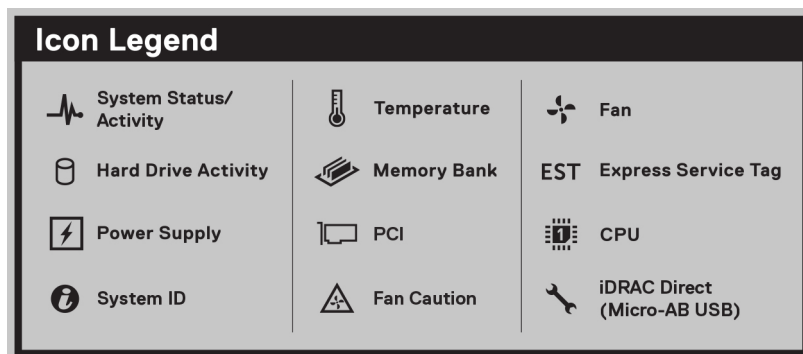 Icon Legend
System Status/
Activity
Hard Drive Activity
Power Supply
System ID
Temperature
Memory Bank
PCI
Fan Caution
Fan
EST Express Service Tag
1 CPU
iDRAC Direct
(Micro-AB USB)